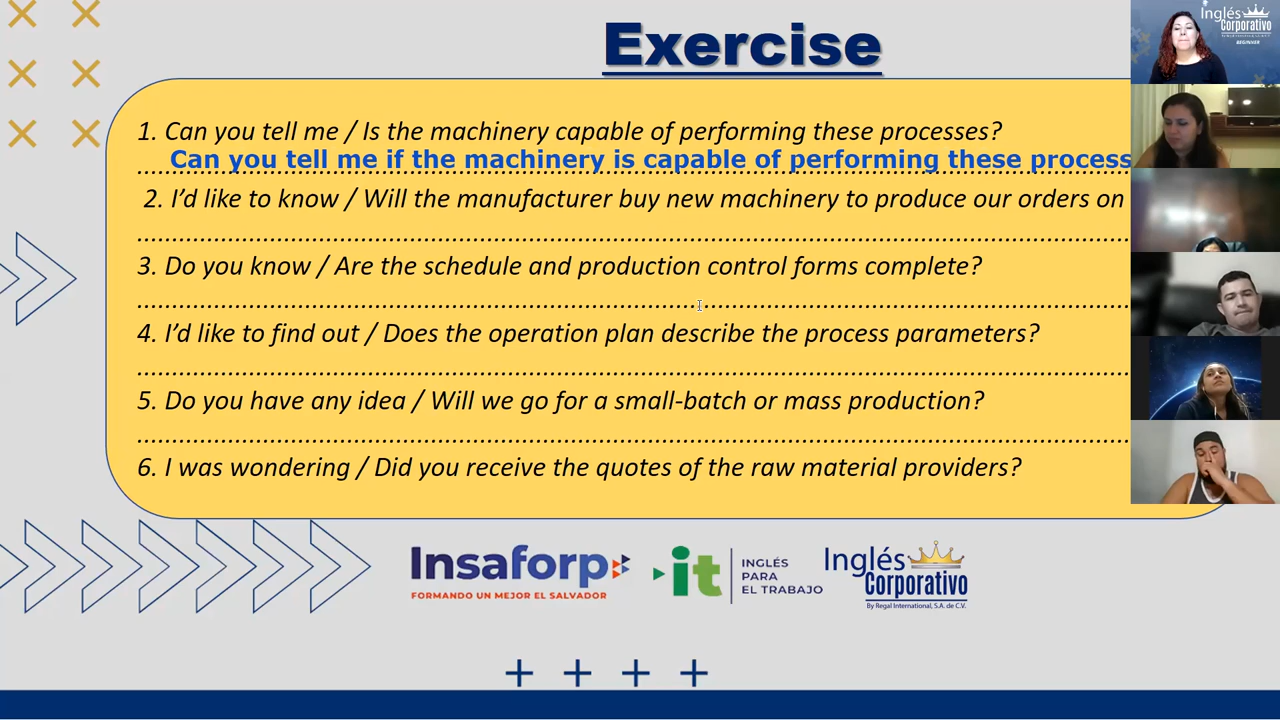 Exercise
1. Can you tell me / Is the machinery capable of performing these processes?
Can you tell me if the machinery is capable of performing these process
2. I’d like to know / Will the manufacturer buy new machinery to produce our orders on
3. Do you know / Are the schedule and production control forms complete?
4. I’d like to find out / Does the operation plan describe the process parameters?
5. Do you have any idea / Will we go for a small-batch or mass production?
6. I was wondering / Did you receive the quotes of the raw material providers?
Insaforp
FORMANDO UN MEJOR EL SALVADOR
it
INGLÉS
PARA
EL TRABAJO
Inglés
Corporativo
By Regal International, S.A. de C.V.
Inglés
Corporativo
BEGINNER